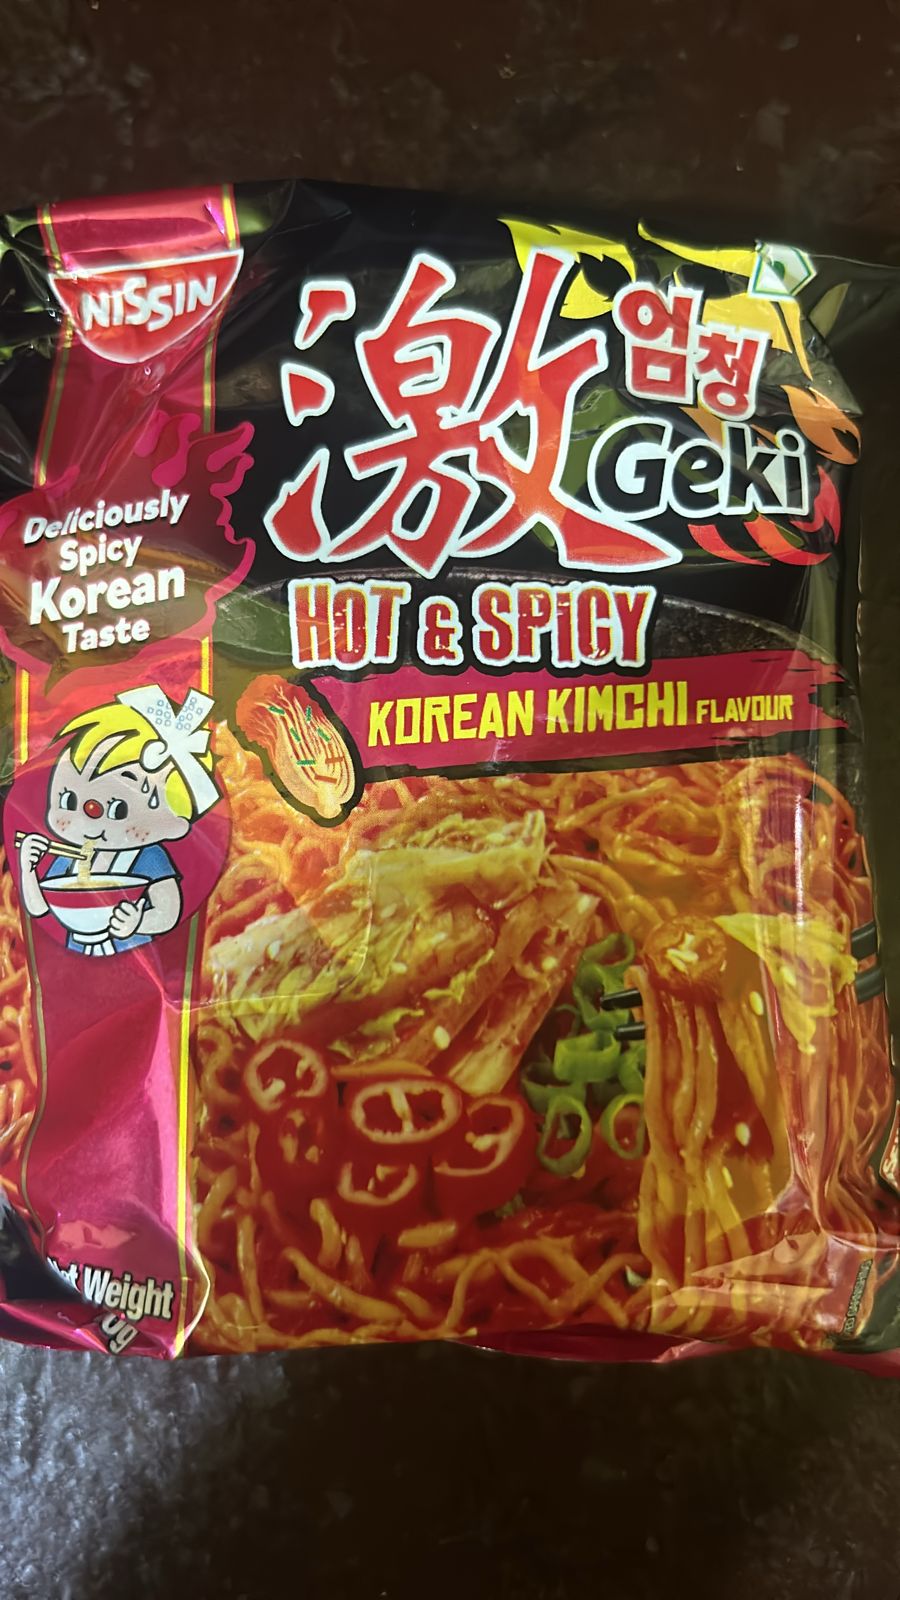 NISSIN
激
엄청
Geki
Deliciously
Spicy
Korean
Taste
HOT & SPICY
KOREAN KIMCHI FLAVOUR
Weight